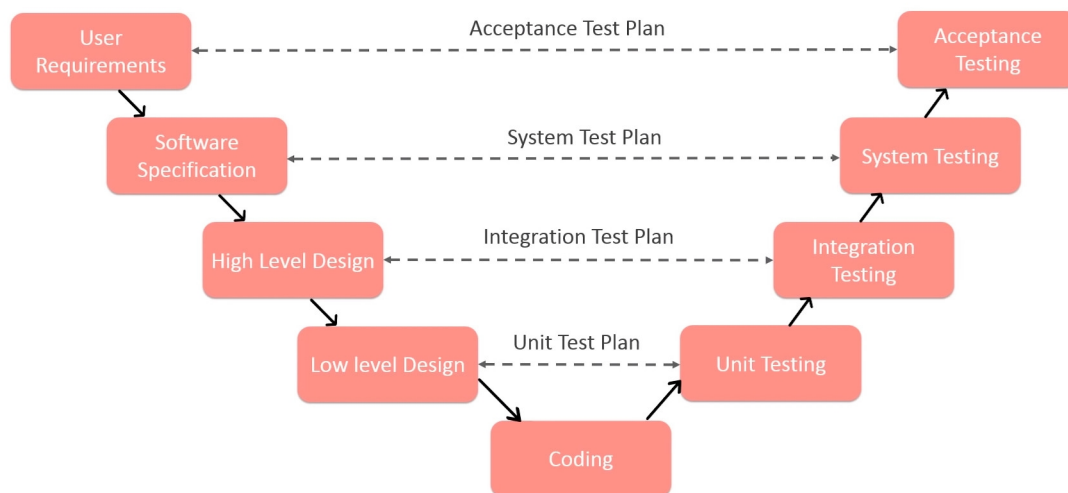 User
Requirements
Acceptance Test Plan
Acceptance
Testing
Software
Specification
System Test Plan
System Testing
High Level Design
Integration Test Plan
Integration
Testing
Low level Design
Unit Test Plan
Unit Testing
Coding